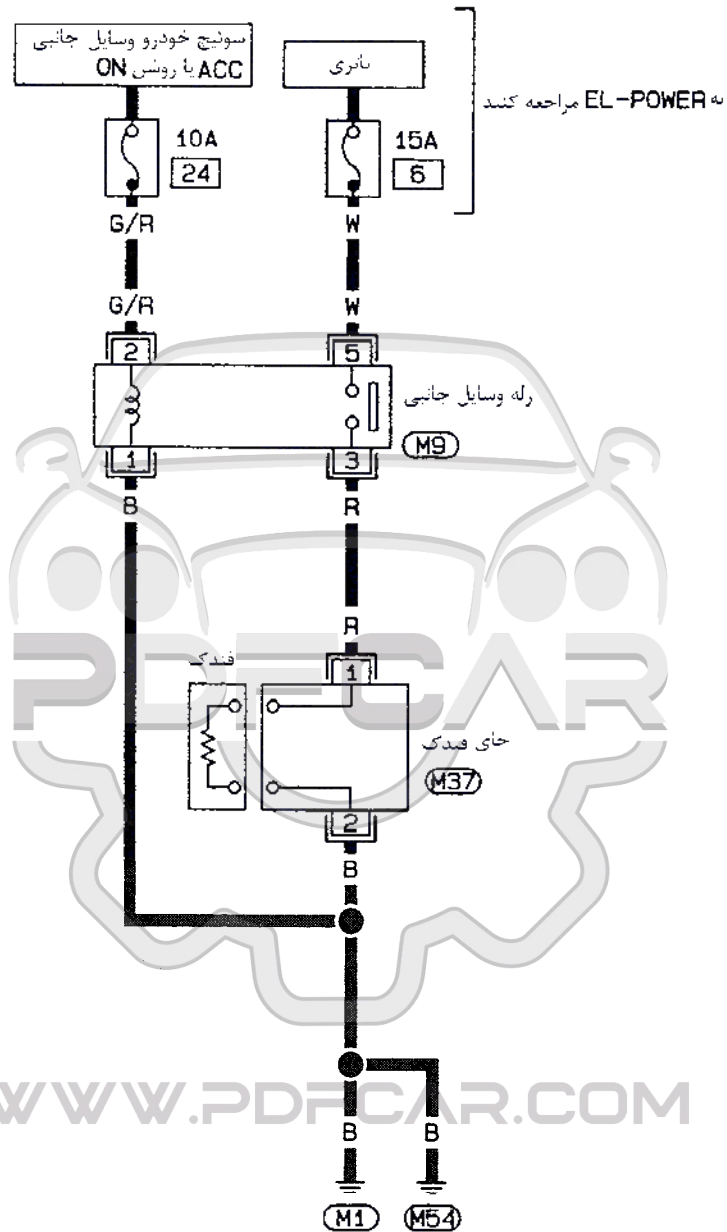 سوئیچ خودرو وسایل جانبی
ACC یا روشن ON
باتری
به EL-POWER مراجعه کنید
10A
24
15A
6
G/R
W
G/R
W
2
5
رله وسایل جانبی
M9
1
3
B
R
R
فندک
1
جای فندک
M37
2
B
B
B
M1
M54
PDFCAR
WWW.PDFCAR.COM